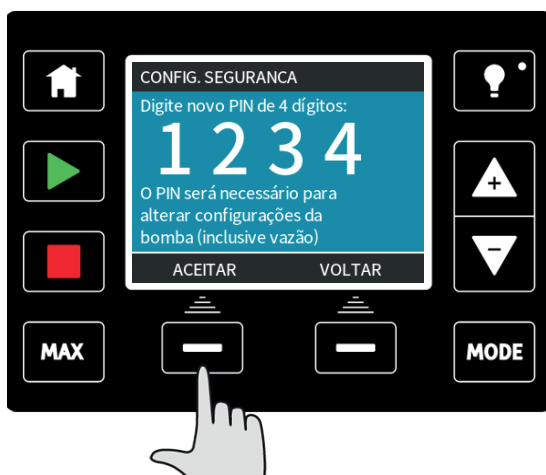 CONFIG. SEGURANCA
Digite novo PIN de 4 dígitos:
1 2 3 4
O PIN será necessário para
alterar configurações da
bomba (inclusive vazão)
ACEITAR VOLTAR
MAX MODE